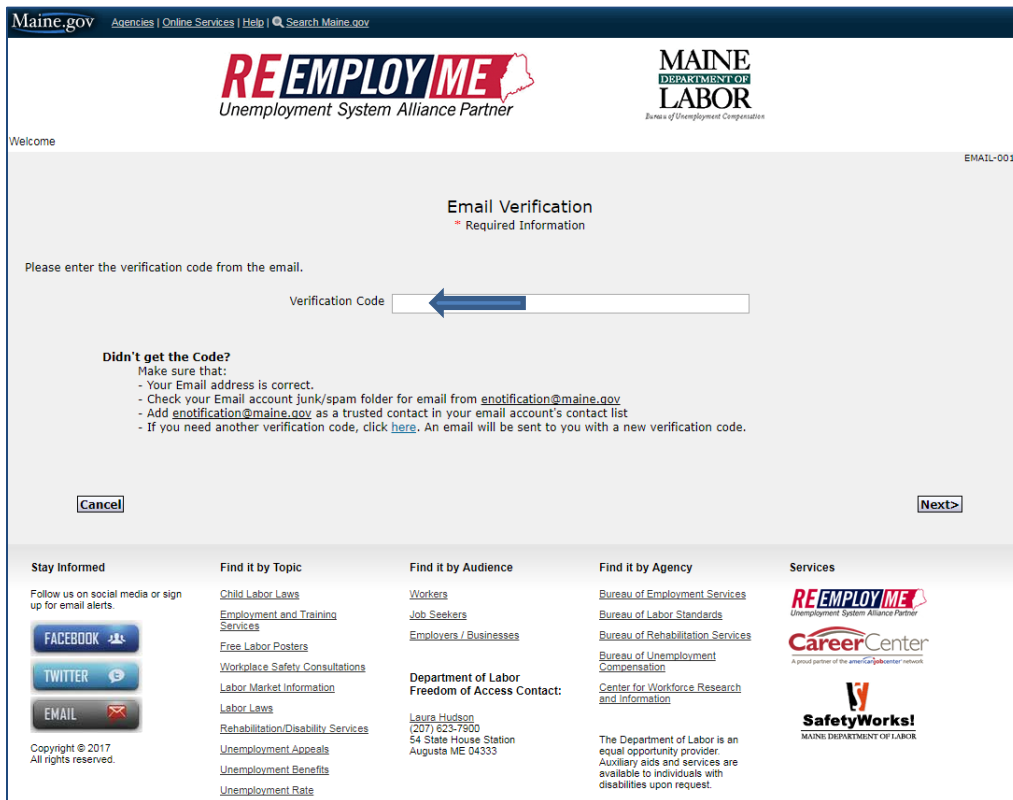 Maine.gov Agencies | Online Services | Help | Search Maine.gov
REEMPLOYME
Unemployment System Alliance Partner
MAINE
DEPARTMENT OF
LABOR
Bureau of Unemployment Compensation
Welcome
EMAIL-001
Email Verification
* Required Information
Please enter the verification code from the email.
Verification Code
Didn't get the Code?
Make sure that:
- Your Email address is correct.
- Check your Email account junk/spam folder for email from enotification@maine.gov
- Add enotification@maine.gov as a trusted contact in your email account's contact list
- If you need another verification code, click here. An email will be sent to you with a new verification code.
Cancel
Next>
Stay Informed
Follow us on social media or sign
up for email alerts.
FACEBOOK
TWITTER
EMAIL
Copyright © 2017
All rights reserved.
Find it by Topic
Child Labor Laws
Employment and Training
Services
Free Labor Posters
Workplace Safety Consultations
Labor Market Information
Labor Laws
Rehabilitation/Disability Services
Unemployment Appeals
Unemployment Benefits
Unemployment Rate
Find it by Audience
Workers
Job Seekers
Employers / Businesses
Department of Labor
Freedom of Access Contact:
Laura Hudson
(207) 623-7900
54 State House Station
Augusta ME 04333
Find it by Agency
Bureau of Employment Services
Bureau of Labor Standards
Bureau of Rehabilitation Services
Bureau of Unemployment
Compensation
Center for Workforce Research
and Information
The Department of Labor is an
equal opportunity provider.
Auxiliary aids and services are
available to individuals with
disabilities upon request.
Services
REEMPLOYME
Unemployment System Alliance Partner
CareerCenter
A proud partner of the americanjobcenter network
SafetyWorks!
MAINE DEPARTMENT OF LABOR